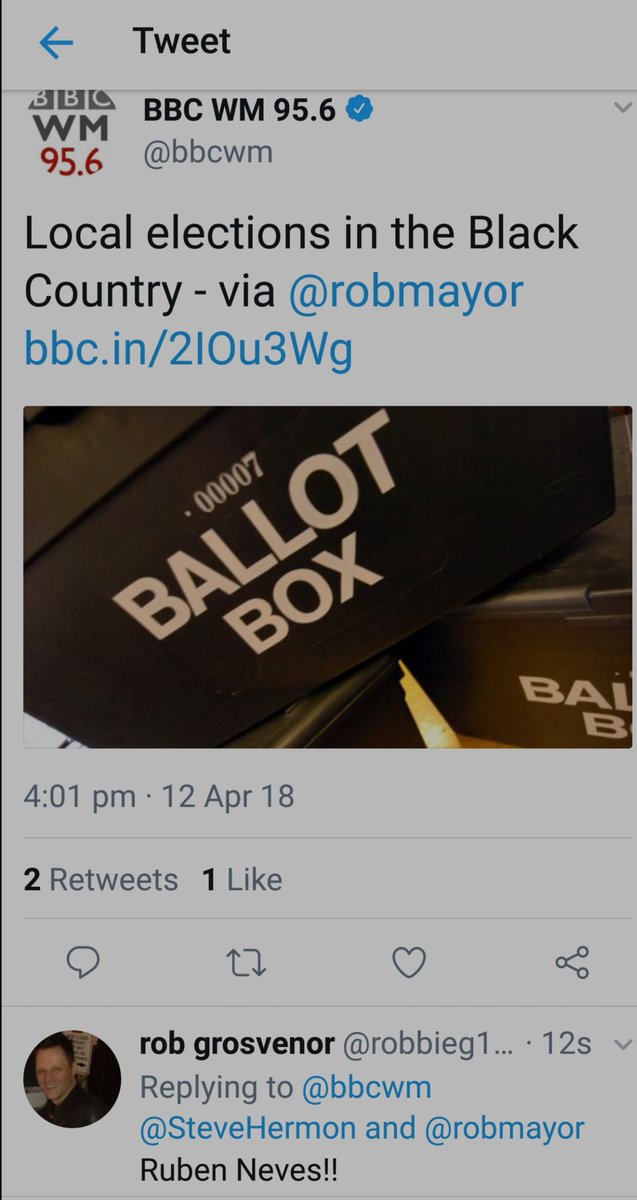 Tweet
BBC
WM
95.6
BBC WM 95.6
@bbcwm
Local elections in the Black
Country - via @robmayor
bbc.in/2IOu3Wg
. 00007
BALLOT
BOX
BAL
B
4:01 pm · 12 Apr 18
2 Retweets 1 Like
rob grosvenor @robbieg1... · 12s
Replying to @bbcwm
@SteveHermon and @robmayor
Ruben Neves!!